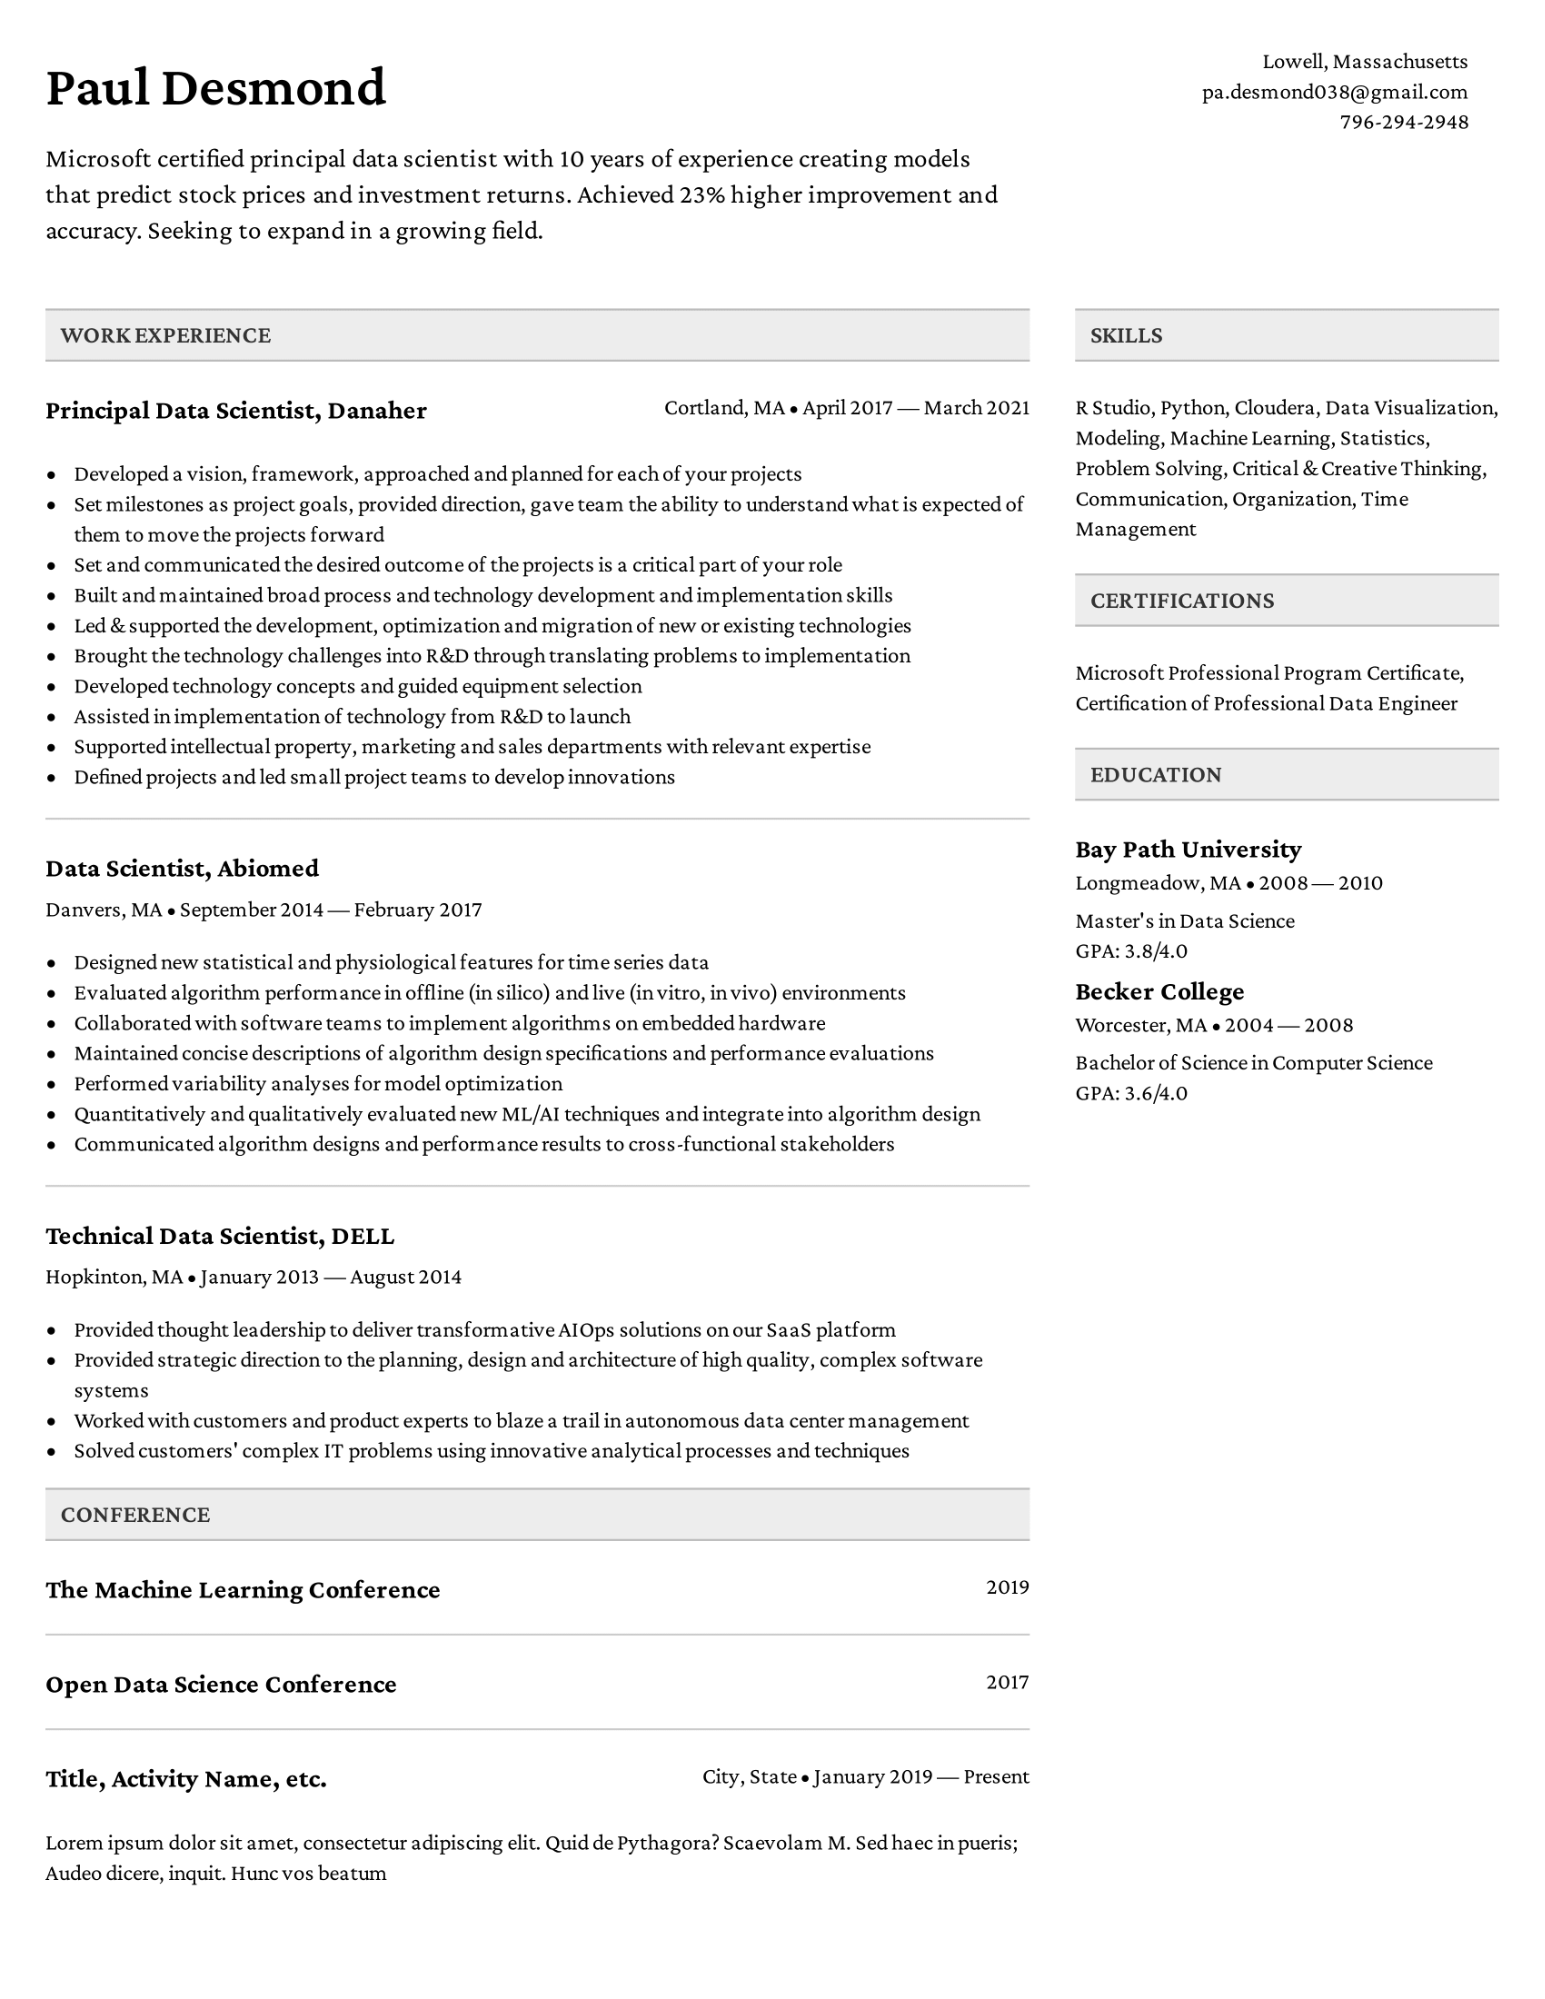 Paul Desmond
Lowell, Massachusetts
pa.desmond038@gmail.com
796-294-2948
Microsoft certified principal data scientist with 10 years of experience creating models
that predict stock prices and investment returns. Achieved 23% higher improvement and
accuracy. Seeking to expand in a growing field.
WORK EXPERIENCE
Principal Data Scientist, Danaher
Cortland, MA • April 2017 — March 2021
• Developed a vision, framework, approached and planned for each of your projects
• Set milestones as project goals, provided direction, gave team the ability to understand what is expected of
them to move the projects forward
• Set and communicated the desired outcome of the projects is a critical part of your role
• Built and maintained broad process and technology development and implementation skills
• Led & supported the development, optimization and migration of new or existing technologies
• Brought the technology challenges into R&D through translating problems to implementation
• Developed technology concepts and guided equipment selection
• Assisted in implementation of technology from R&D to launch
• Supported intellectual property, marketing and sales departments with relevant expertise
• Defined projects and led small project teams to develop innovations
Data Scientist, Abiomed
Danvers, MA • September 2014 — February 2017
• Designed new statistical and physiological features for time series data
• Evaluated algorithm performance in offline (in silico) and live (in vitro, in vivo) environments
• Collaborated with software teams to implement algorithms on embedded hardware
• Maintained concise descriptions of algorithm design specifications and performance evaluations
• Performed variability analyses for model optimization
• Quantitatively and qualitatively evaluated new ML/AI techniques and integrate into algorithm design
• Communicated algorithm designs and performance results to cross-functional stakeholders
Technical Data Scientist, DELL
Hopkinton, MA • January 2013 — August 2014
• Provided thought leadership to deliver transformative AIOps solutions on our SaaS platform
• Provided strategic direction to the planning, design and architecture of high quality, complex software
systems
• Worked with customers and product experts to blaze a trail in autonomous data center management
• Solved customers' complex IT problems using innovative analytical processes and techniques
CONFERENCE
The Machine Learning Conference
2019
Open Data Science Conference
2017
Title, Activity Name, etc.
City, State • January 2019 — Present
Lorem ipsum dolor sit amet, consectetur adipiscing elit. Quid de Pythagora? Scaevolam M. Sed haec in pueris;
Audeo dicere, inquit. Hunc vos beatum
SKILLS
R Studio, Python, Cloudera, Data Visualization,
Modeling, Machine Learning, Statistics,
Problem Solving, Critical & Creative Thinking,
Communication, Organization, Time
Management
CERTIFICATIONS
Microsoft Professional Program Certificate,
Certification of Professional Data Engineer
EDUCATION
Bay Path University
Longmeadow, MA • 2008 — 2010
Master's in Data Science
GPA: 3.8/4.0
Becker College
Worcester, MA • 2004 — 2008
Bachelor of Science in Computer Science
GPA: 3.6/4.0